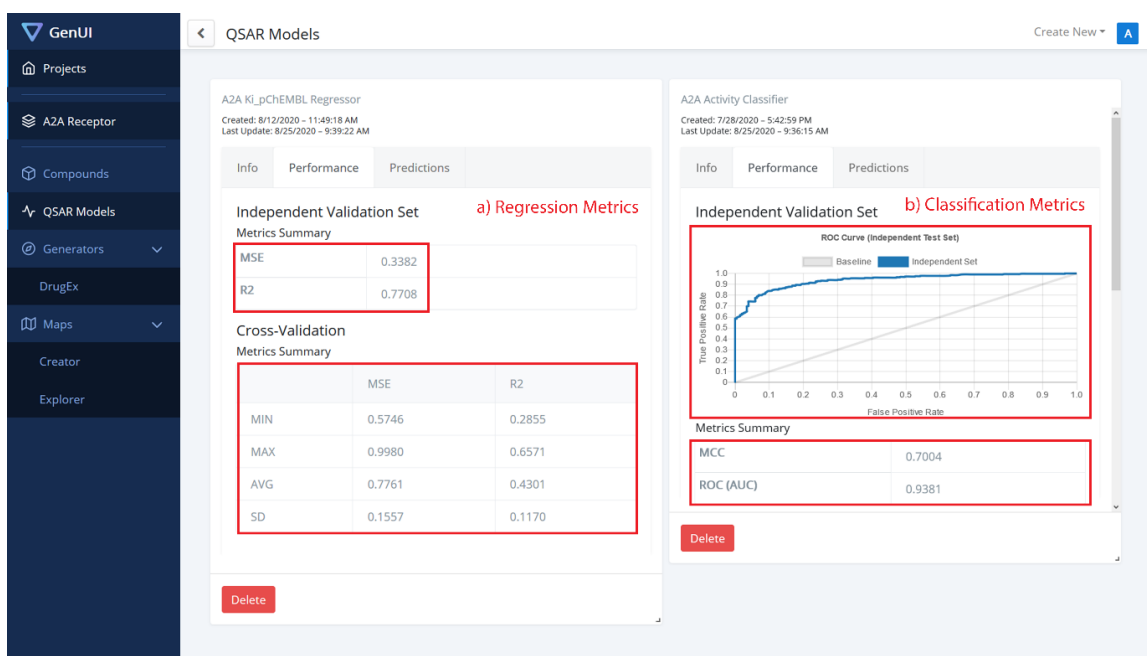 GenUI
QSAR Models
Create New
A
Projects
A2A Receptor
Compounds
QSAR Models
Generators
DrugEx
Maps
Creator
Explorer
A2A Ki_pChEMBL Regressor
Created: 8/12/2020 – 11:49:18 AM
Last Update: 8/25/2020 – 9:39:22 AM
Info Performance Predictions
Independent Validation Set
a) Regression Metrics
Metrics Summary
MSE 0.3382
R2 0.7708
Cross-Validation
Metrics Summary
MSE R2
MIN 0.5746 0.2855
MAX 0.9980 0.6571
AVG 0.7761 0.4301
SD 0.1557 0.1170
Delete
A2A Activity Classifier
Created: 7/28/2020 – 5:42:59 PM
Last Update: 8/25/2020 – 9:36:15 AM
Info Performance Predictions
Independent Validation Set
b) Classification Metrics
ROC Curve (Independent Test Set)
Baseline Independent Set
True Positive Rate
1.0
0.9
0.8
0.7
0.6
0.5
0.4
0.3
0.2
0.1
0
0 0.1 0.2 0.3 0.4 0.5 0.6 0.7 0.8 0.9 1.0
False Positive Rate
Metrics Summary
MCC 0.7004
ROC (AUC) 0.9381
Delete